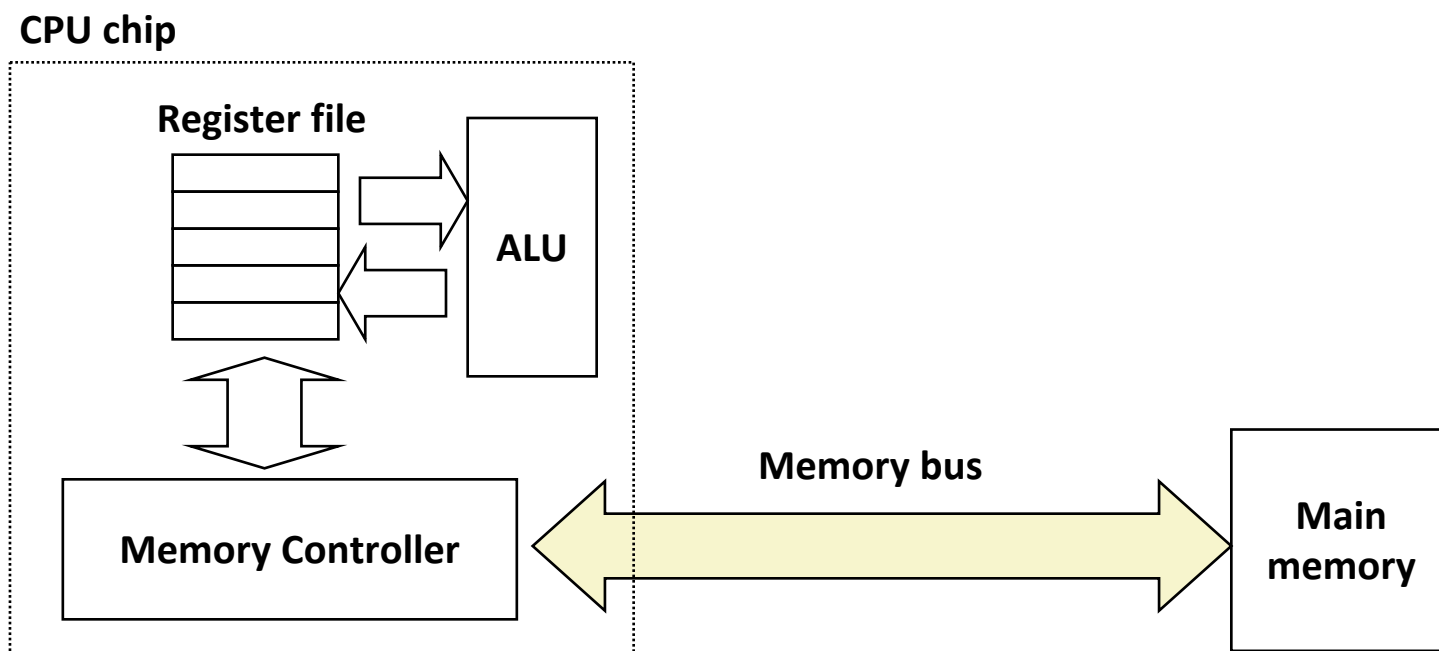 CPU chip
Register file
ALU
Memory bus
Memory Controller
Main
memory